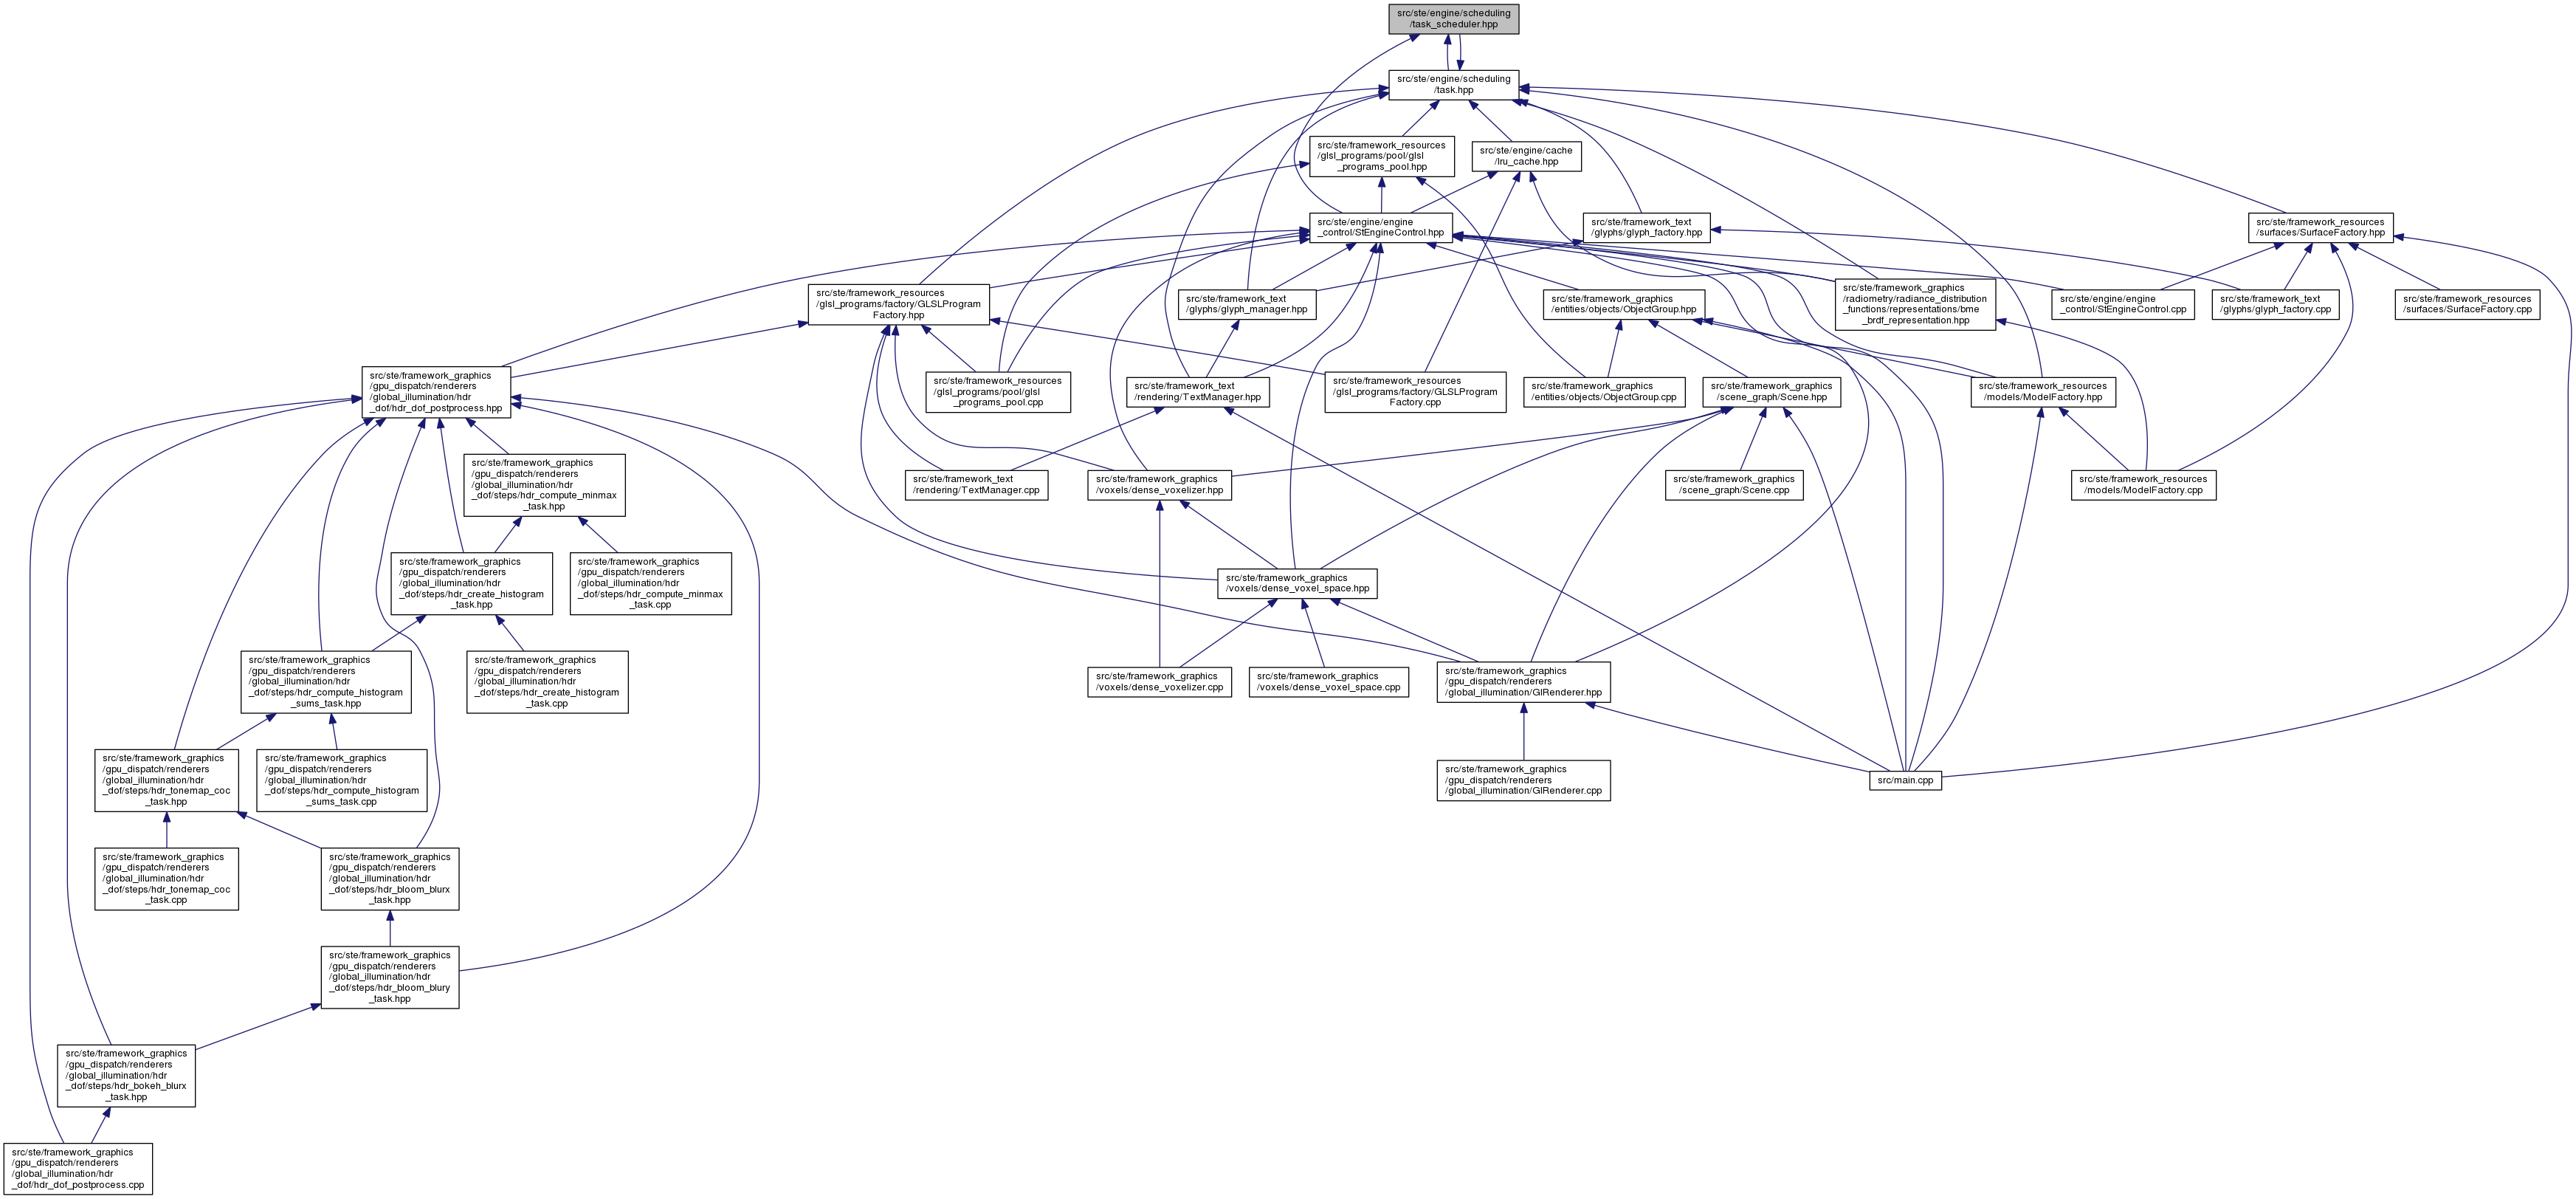 src/ste/engine/scheduling
/task_scheduler.hpp
src/ste/engine/scheduling
/task.hpp
src/ste/framework_resources
/glsl_programs/pool/glsl
_programs_pool.hpp
src/ste/engine/cache
/lru_cache.hpp
src/ste/engine/engine
_control/StEngineControl.hpp
src/ste/framework_text
/glyphs/glyph_factory.hpp
src/ste/framework_resources
/surfaces/SurfaceFactory.hpp
src/ste/framework_resources
/glsl_programs/factory/GLSLProgram
Factory.hpp
src/ste/framework_text
/glyphs/glyph_manager.hpp
src/ste/framework_graphics
/entities/objects/ObjectGroup.hpp
src/ste/framework_graphics
/radiometry/radiance_distribution
_functions/representations/bme
_brdf_representation.hpp
src/ste/engine/engine
_control/StEngineControl.cpp
src/ste/framework_text
/glyphs/glyph_factory.cpp
src/ste/framework_resources
/surfaces/SurfaceFactory.cpp
src/ste/framework_graphics
/gpu_dispatch/renderers
/global_illumination/hdr
_dof/hdr_dof_postprocess.hpp
src/ste/framework_resources
/glsl_programs/pool/glsl
_programs_pool.cpp
src/ste/framework_text
/rendering/TextManager.hpp
src/ste/framework_resources
/glsl_programs/factory/GLSLProgram
Factory.cpp
src/ste/framework_graphics
/entities/objects/ObjectGroup.cpp
src/ste/framework_graphics
/scene_graph/Scene.hpp
src/ste/framework_resources
/models/ModelFactory.hpp
src/ste/framework_graphics
/gpu_dispatch/renderers
/global_illumination/hdr
_dof/steps/hdr_compute_minmax
_task.hpp
src/ste/framework_text
/rendering/TextManager.cpp
src/ste/framework_graphics
/voxels/dense_voxelizer.hpp
src/ste/framework_graphics
/scene_graph/Scene.cpp
src/ste/framework_resources
/models/ModelFactory.cpp
src/ste/framework_graphics
/gpu_dispatch/renderers
/global_illumination/hdr
_dof/steps/hdr_create_histogram
_task.hpp
src/ste/framework_graphics
/gpu_dispatch/renderers
/global_illumination/hdr
_dof/steps/hdr_compute_minmax
_task.cpp
src/ste/framework_graphics
/voxels/dense_voxel_space.hpp
src/ste/framework_graphics
/gpu_dispatch/renderers
/global_illumination/hdr
_dof/steps/hdr_compute_histogram
_sums_task.hpp
src/ste/framework_graphics
/gpu_dispatch/renderers
/global_illumination/hdr
_dof/steps/hdr_create_histogram
_task.cpp
src/ste/framework_graphics
/voxels/dense_voxelizer.cpp
src/ste/framework_graphics
/voxels/dense_voxel_space.cpp
src/ste/framework_graphics
/gpu_dispatch/renderers
/global_illumination/GIRenderer.hpp
src/ste/framework_graphics
/gpu_dispatch/renderers
/global_illumination/hdr
_dof/steps/hdr_tonemap_coc
_task.hpp
src/ste/framework_graphics
/gpu_dispatch/renderers
/global_illumination/hdr
_dof/steps/hdr_compute_histogram
_sums_task.cpp
src/ste/framework_graphics
/gpu_dispatch/renderers
/global_illumination/GIRenderer.cpp
src/main.cpp
src/ste/framework_graphics
/gpu_dispatch/renderers
/global_illumination/hdr
_dof/steps/hdr_tonemap_coc
_task.cpp
src/ste/framework_graphics
/gpu_dispatch/renderers
/global_illumination/hdr
_dof/steps/hdr_bloom_blurx
_task.hpp
src/ste/framework_graphics
/gpu_dispatch/renderers
/global_illumination/hdr
_dof/steps/hdr_bloom_blury
_task.hpp
src/ste/framework_graphics
/gpu_dispatch/renderers
/global_illumination/hdr
_dof/steps/hdr_bokeh_blurx
_task.hpp
src/ste/framework_graphics
/gpu_dispatch/renderers
/global_illumination/hdr
_dof/hdr_dof_postprocess.cpp